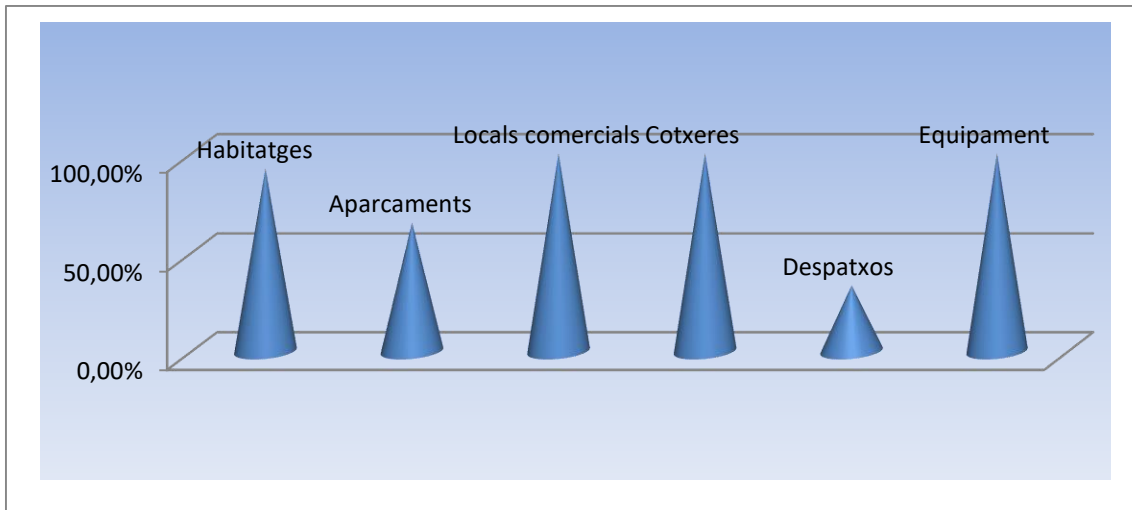 Locals comercials Cotxeres
Equipament
Habitatges
100,00%
Aparcaments
50,00%
Despatxos
0,00%